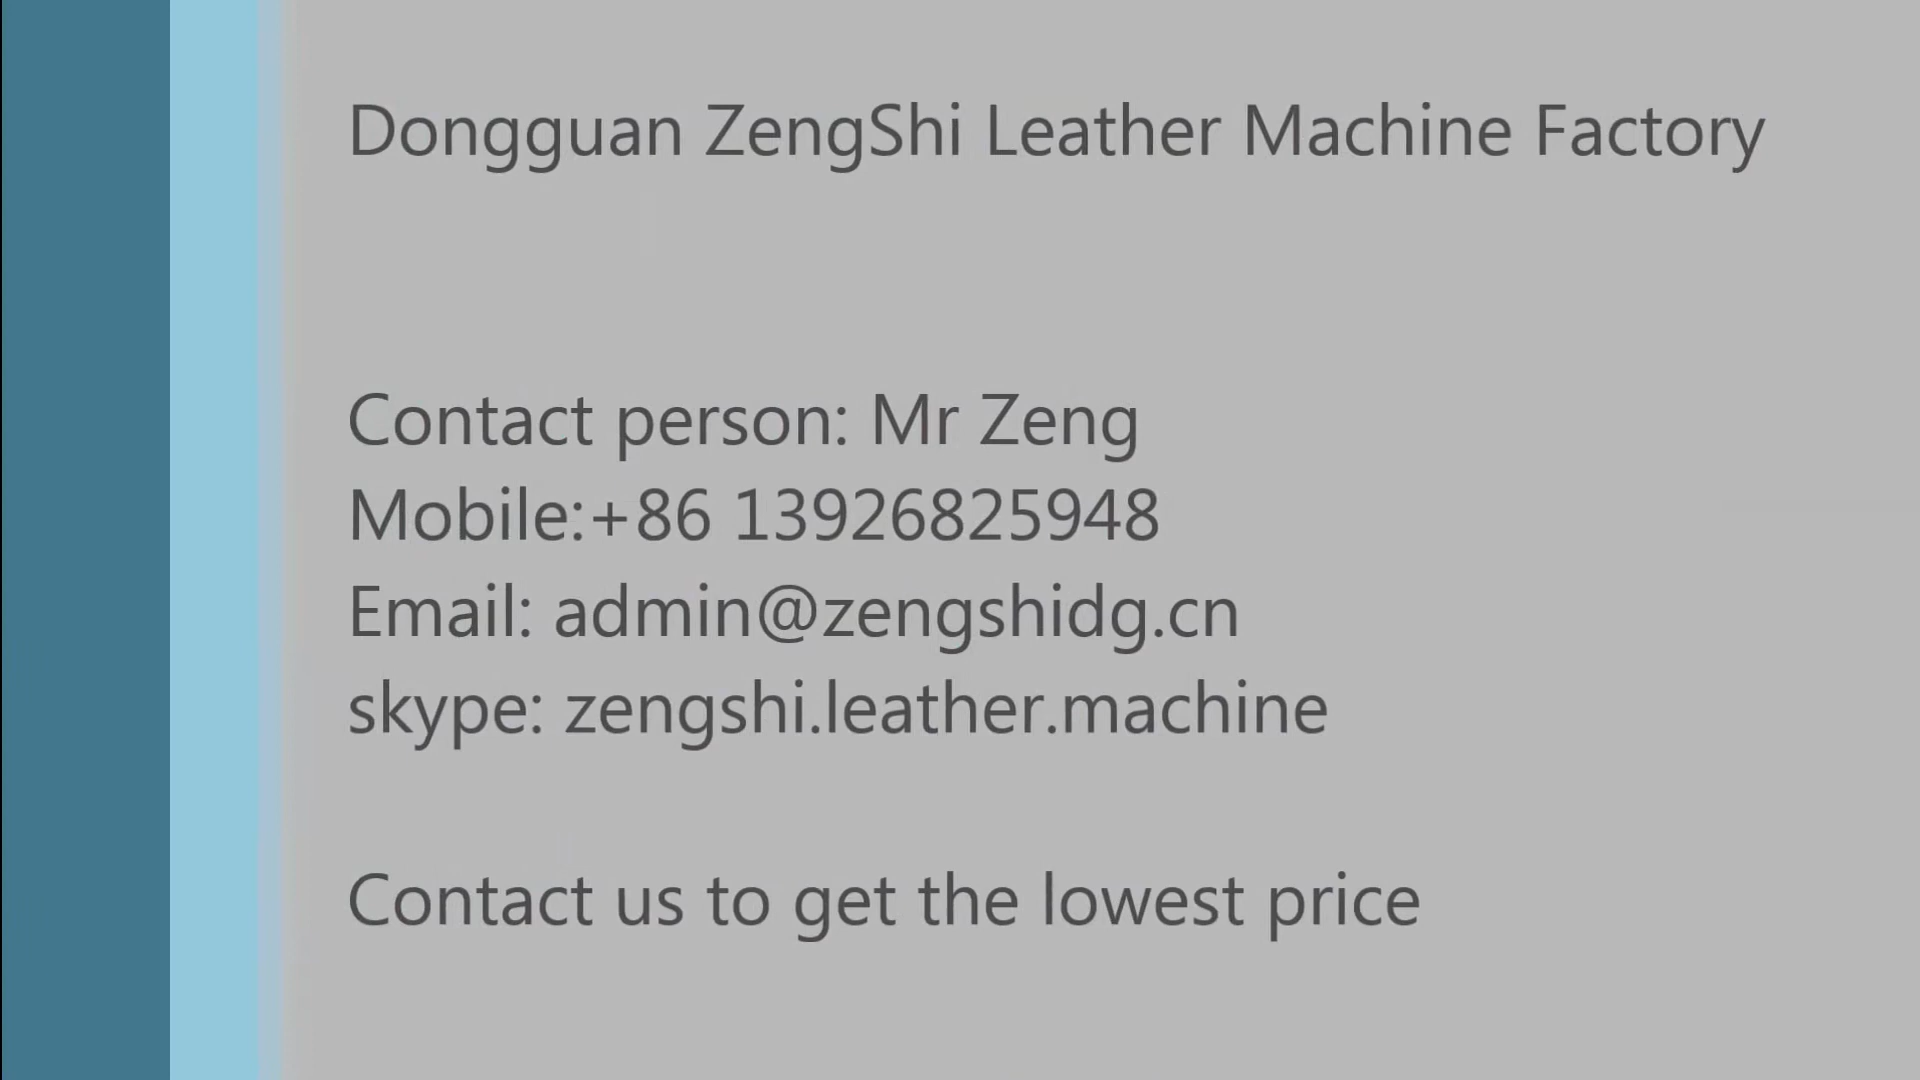 Dongguan ZengShi Leather Machine Factory
Contact person: Mr Zeng
Mobile:+86 13926825948
Email: admin@zengshidg.cn
skype: zengshi.leather.machine
Contact us to get the lowest price